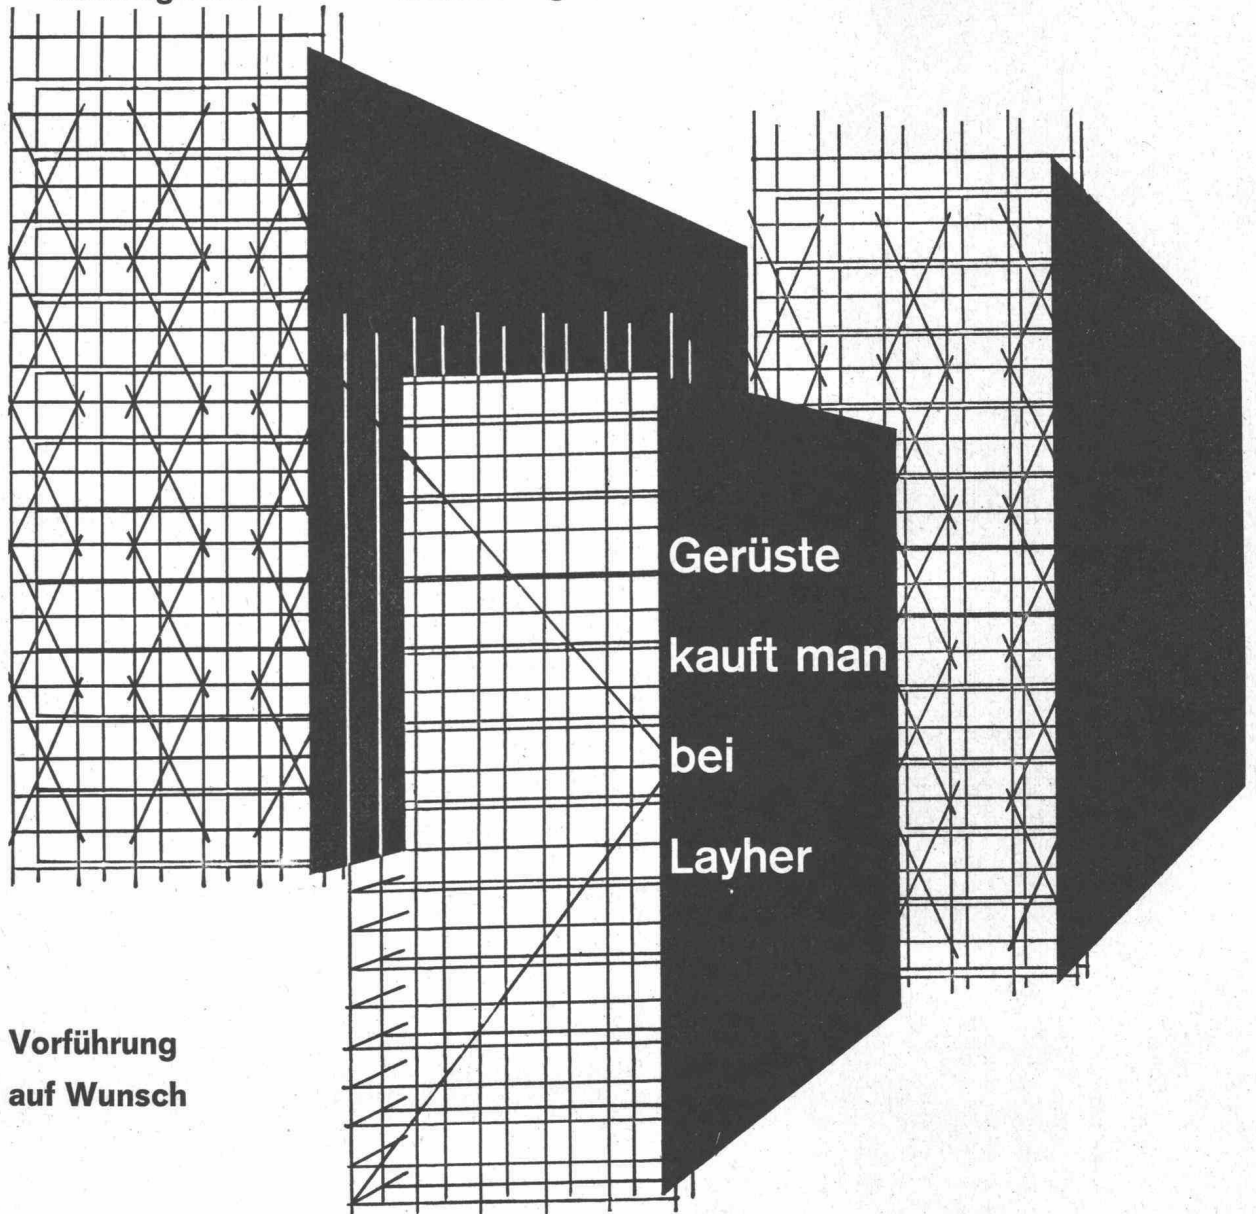 Gerüste
kauft man
bei
Layher
Vorführung
auf Wunsch